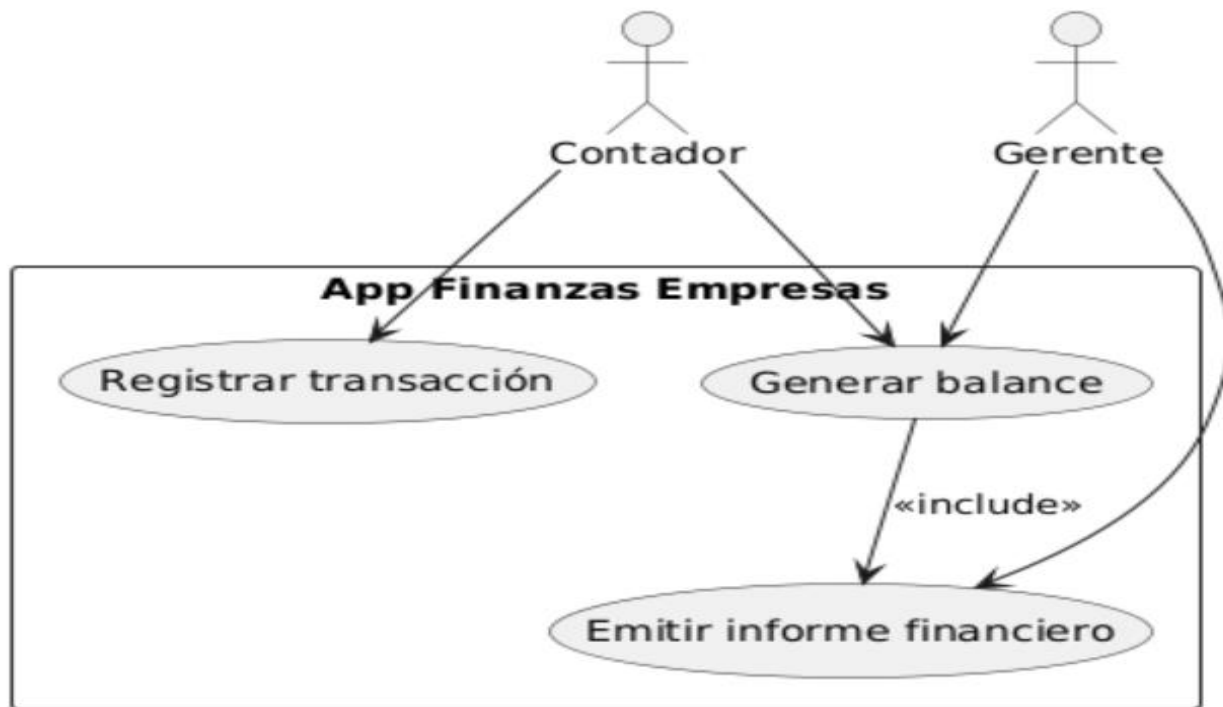 Contador
Gerente
App Finanzas Empresas
Registrar transacción
Generar balance
«include»
Emitir informe financiero